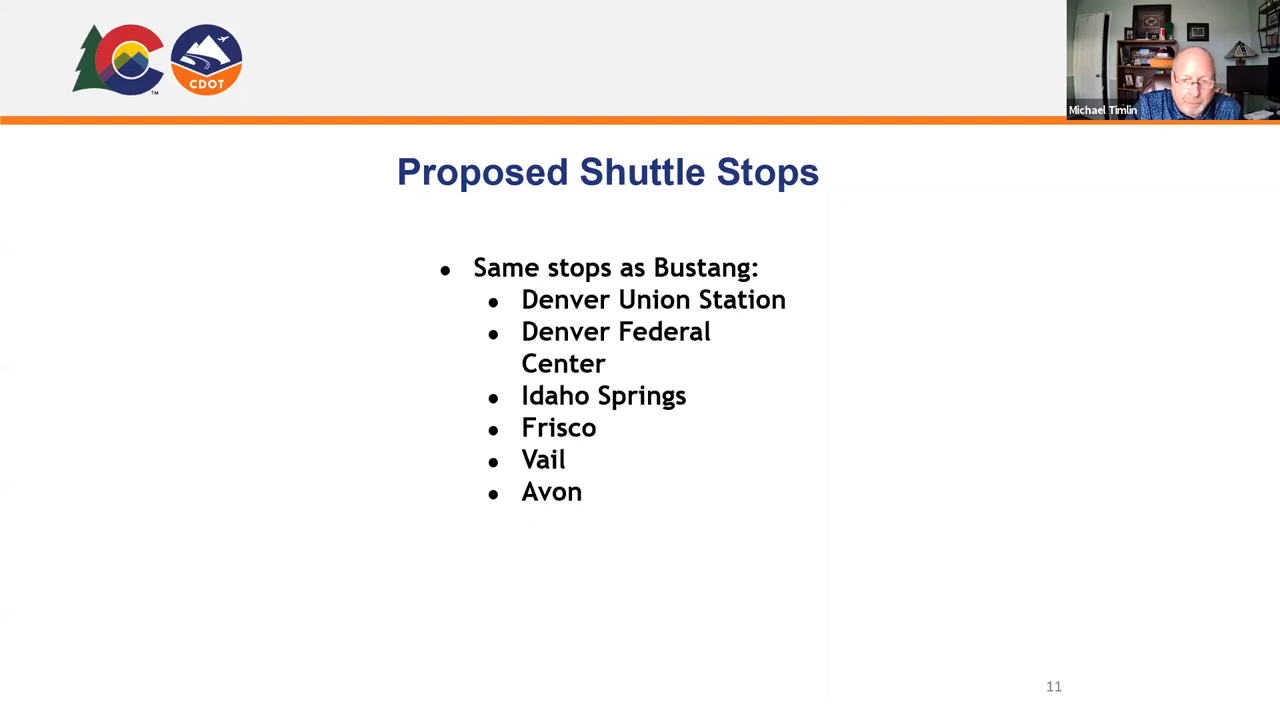 CDOT
TM
Michael Timlin
Proposed Shuttle Stops
● Same stops as Bustang:
● Denver Union Station
● Denver Federal
Center
● Idaho Springs
● Frisco
● Vail
● Avon
11